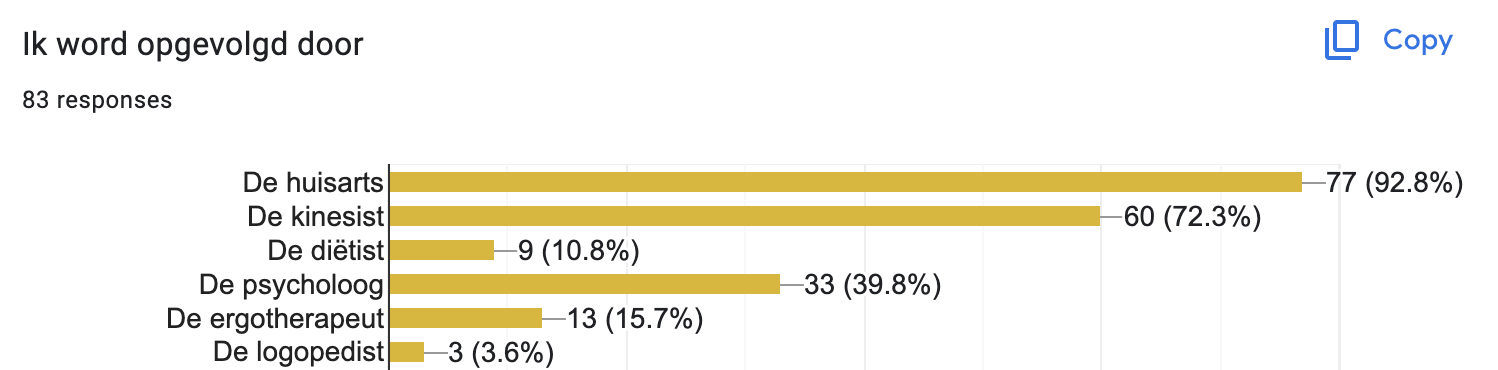 Ik word opgevolgd door
Copy
83 responses
De huisarts 77 (92.8%)
De kinesist 60 (72.3%)
De diëtist 9 (10.8%)
De psycholoog 33 (39.8%)
De ergotherapeut 13 (15.7%)
De logopedist 3 (3.6%)